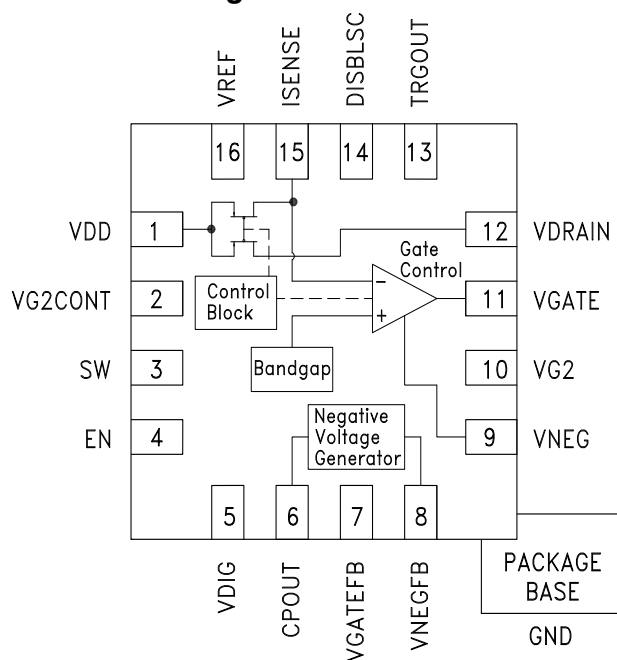 VREF
ISENSE
DISBLSC
TRGOUT
16
15
14
13
VDD
1
12
VDRAIN
Gate
Control
VG2CONT
2
Control
Block
−
+
11
VGATE
SW
3
Bandgap
10
VG2
EN
4
Negative
Voltage
Generator
9
VNEG
5
6
7
8
VDIG
CPOUT
VGATEFB
VNEGFB
PACKAGE
BASE
GND